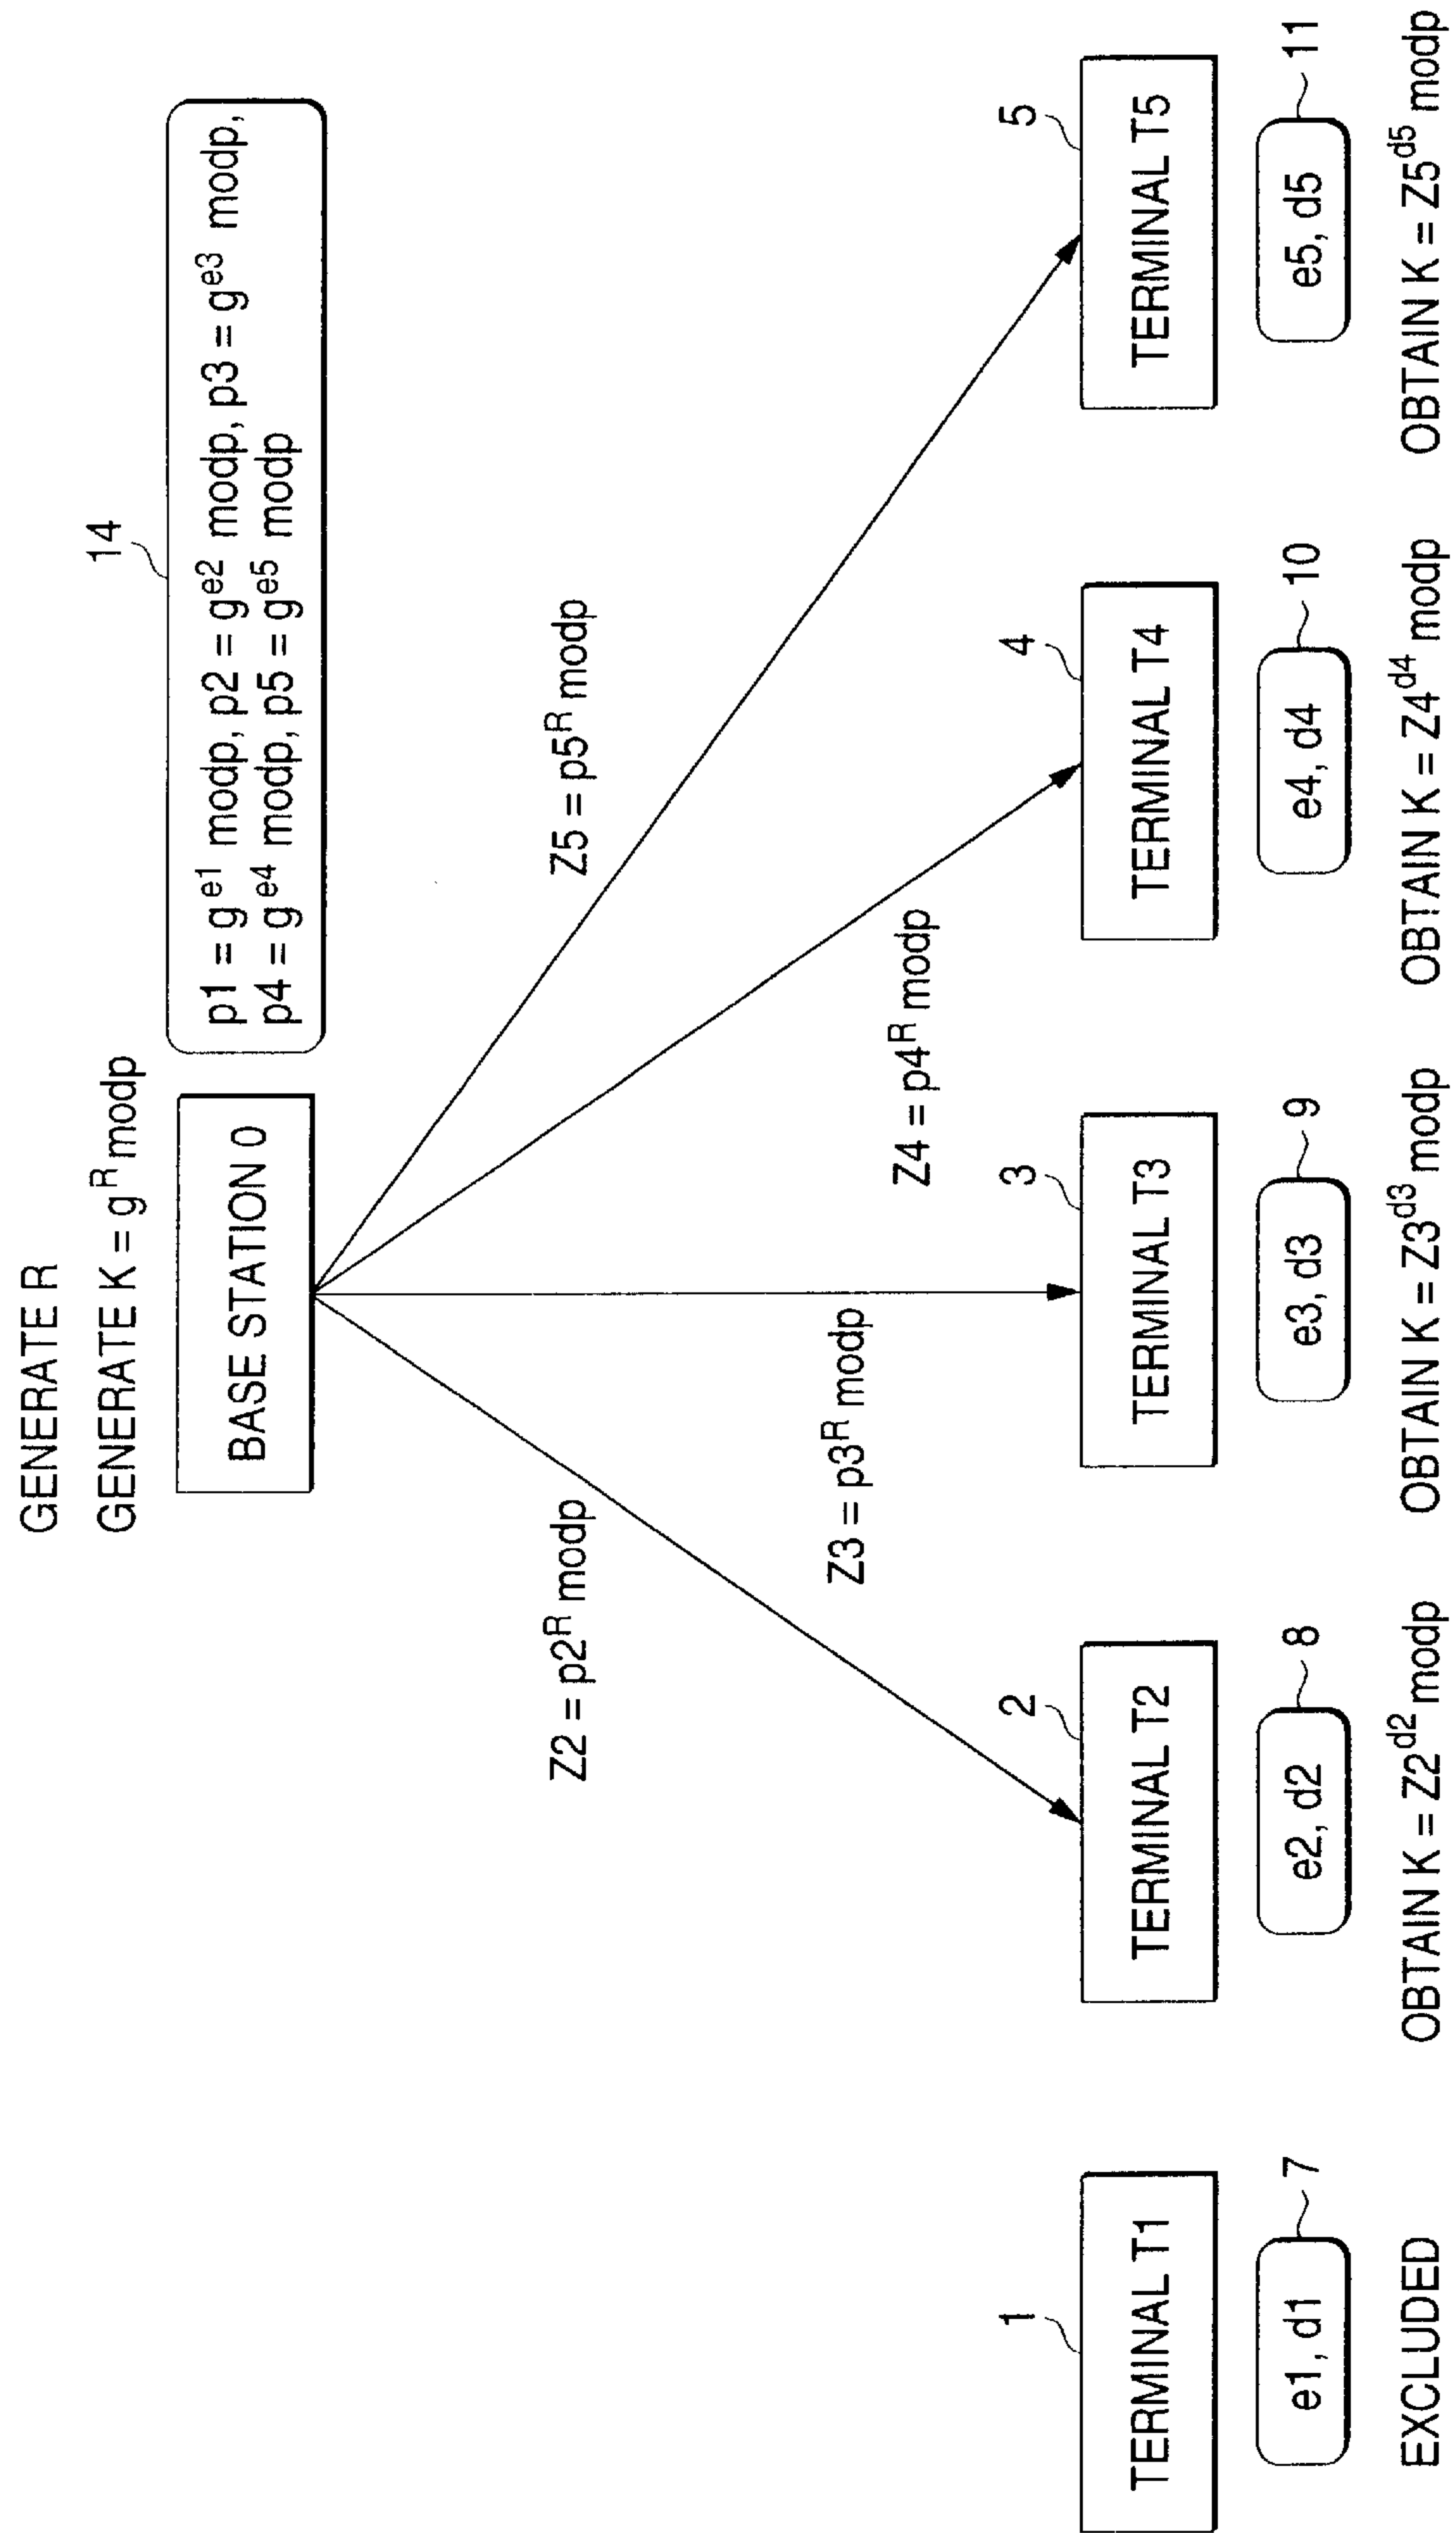 GENERATE R
GENERATE K = g^R modp
BASE STATION 0
14
p1 = g^e1 modp, p2 = g^e2 modp, p3 = g^e3 modp,
p4 = g^e4 modp, p5 = g^e5 modp
Z2 = p2^R modp
Z3 = p3^R modp
Z4 = p4^R modp
Z5 = p5^R modp
1
TERMINAL T1
e1, d1
7
EXCLUDED
2
TERMINAL T2
e2, d2
8
OBTAIN K = Z2^d2 modp
3
TERMINAL T3
e3, d3
9
OBTAIN K = Z3^d3 modp
4
TERMINAL T4
e4, d4
10
OBTAIN K = Z4^d4 modp
5
TERMINAL T5
e5, d5
11
OBTAIN K = Z5^d5 modp